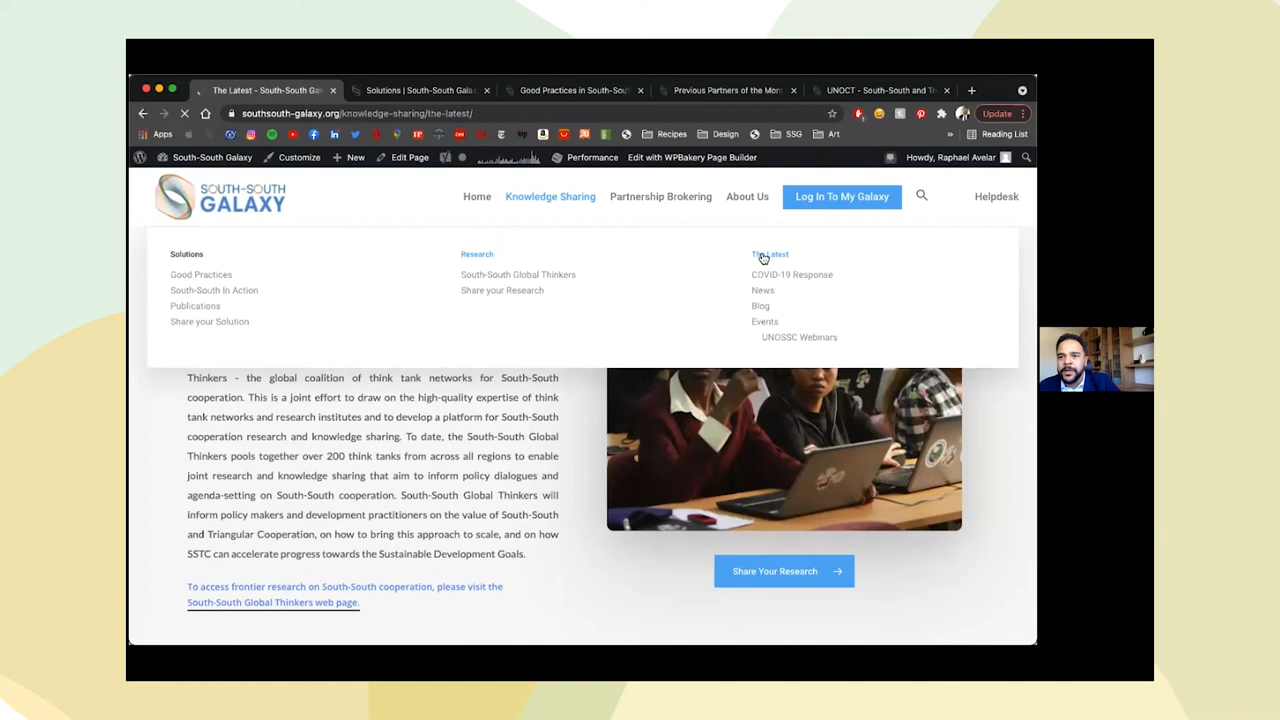 The Latest - South-South Gal
Solutions | South-South Gala
Good Practices in South-Sout
Previous Partners of the Mont
UNOCT - South-South and Tr
southsouth-galaxy.org/knowledge-sharing/the-latest/
Update
Apps
Recipes
Design
SSG
Art
»
Reading List
South-South Galaxy
Customize
New
Edit Page
Performance
Edit with WPBakery Page Builder
Howdy, Raphael Avelar
SOUTH-SOUTH
GALAXY
Home
Knowledge Sharing
Partnership Brokering
About Us
Log In To My Galaxy
Helpdesk
Solutions
Good Practices
South-South In Action
Publications
Share your Solution
Research
South-South Global Thinkers
Share your Research
The Latest
COVID-19 Response
News
Blog
Events
UNOSSC Webinars
Thinkers - the global coalition of think tank networks for South-South
cooperation. This is a joint effort to draw on the high-quality expertise of think
tank networks and research institutes and to develop a platform for South-South
cooperation research and knowledge sharing. To date, the South-South Global
Thinkers pools together over 200 think tanks from across all regions to enable
joint research and knowledge sharing that aim to inform policy dialogues and
agenda-setting on South-South cooperation. South-South Global Thinkers will
inform policy makers and development practitioners on the value of South-South
and Triangular Cooperation, on how to bring this approach to scale, and on how
SSTC can accelerate progress towards the Sustainable Development Goals.
To access frontier research on South-South cooperation, please visit the
South-South Global Thinkers web page.
Share Your Research